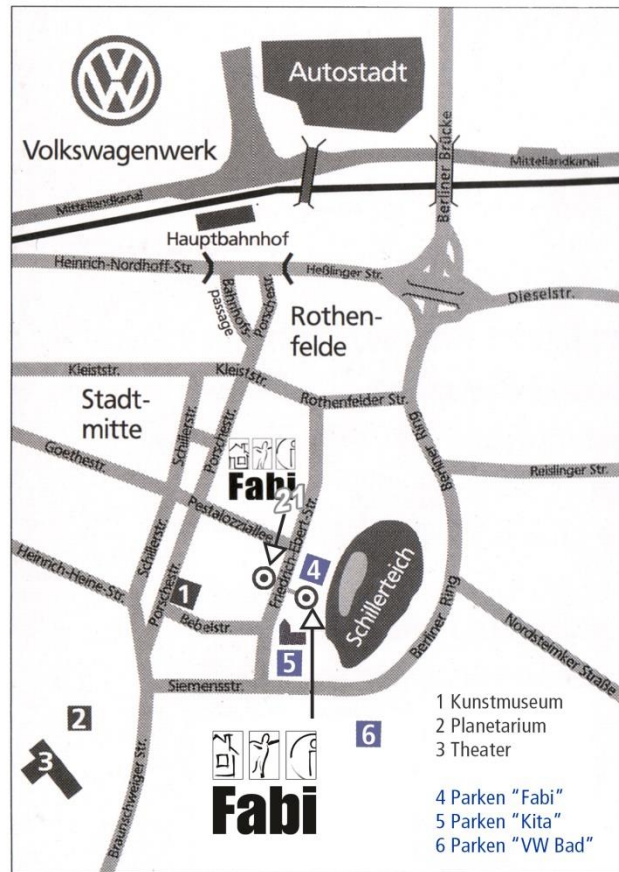 VW
Autostadt
Volkswagenwerk
Mittellandkanal
Mittellandkanal
Berliner Brücke
Hauptbahnhof
Heinrich-Nordhoff-Str.
Heßlinger Str.
Dieselstr.
Bahnhofs-
passage
Porschestr.
Rothen-
felde
Kleiststr.
Kleiststr.
Rothenfelder Str.
Stadt-
mitte
Schillerstr.
Porschestr.
Berliner Ring
Goethestr.
Reislinger Str.
Fabi
21
Pestalozziallee
Friedrich-Ebert-Str.
Schillerstr.
Heinrich-Heine-Str.
Porschestr.
1
4
Schillerteich
Bebelstr.
5
Berliner Ring
Nordsteimker Straße
Siemensstr.
2
3
6
Braunschweiger Str.
Fabi
1 Kunstmuseum
2 Planetarium
3 Theater
4 Parken "Fabi"
5 Parken "Kita"
6 Parken "VW Bad"